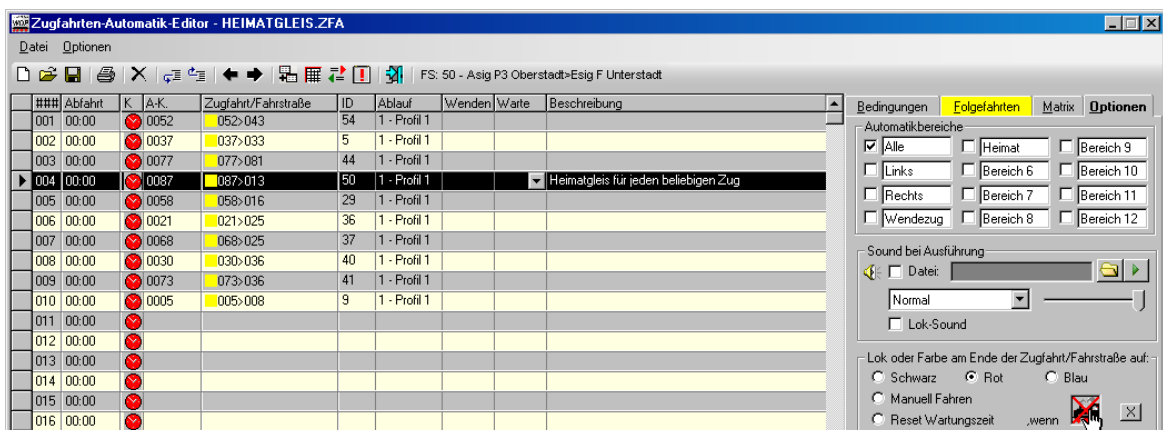 WDP Zugfahrten-Automatik-Editor - HEIMATGLEIS.ZFA
Datei Optionen
FS: 50 - Asig P3 Oberstadt>Esig F Unterstadt
### Abfahrt K A-K. Zugfahrt/Fahrstraße ID Ablauf Wenden Warte Beschreibung
001 00:00 0052 052>043 54 1 - Profil 1
002 00:00 0037 037>033 5 1 - Profil 1
003 00:00 0077 077>081 44 1 - Profil 1
004 00:00 0087 087>013 50 1 - Profil 1 Heimatgleis für jeden beliebigen Zug
005 00:00 0058 058>016 29 1 - Profil 1
006 00:00 0021 021>025 36 1 - Profil 1
007 00:00 0068 068>025 37 1 - Profil 1
008 00:00 0030 030>036 40 1 - Profil 1
009 00:00 0073 073>036 41 1 - Profil 1
010 00:00 0005 005>008 9 1 - Profil 1
011 00:00
012 00:00
013 00:00
014 00:00
015 00:00
016 00:00
Bedingungen Folgefahrten Matrix Optionen
Automatikbereiche
Alle Heimat Bereich 9
Links Bereich 6 Bereich 10
Rechts Bereich 7 Bereich 11
Wendezug Bereich 8 Bereich 12
Sound bei Ausführung
Datei:
Normal
Lok-Sound
Lok oder Farbe am Ende der Zugfahrt/Fahrstraße auf:
Schwarz Rot Blau
Manuell Fahren
Reset Wartungszeit ,wenn X